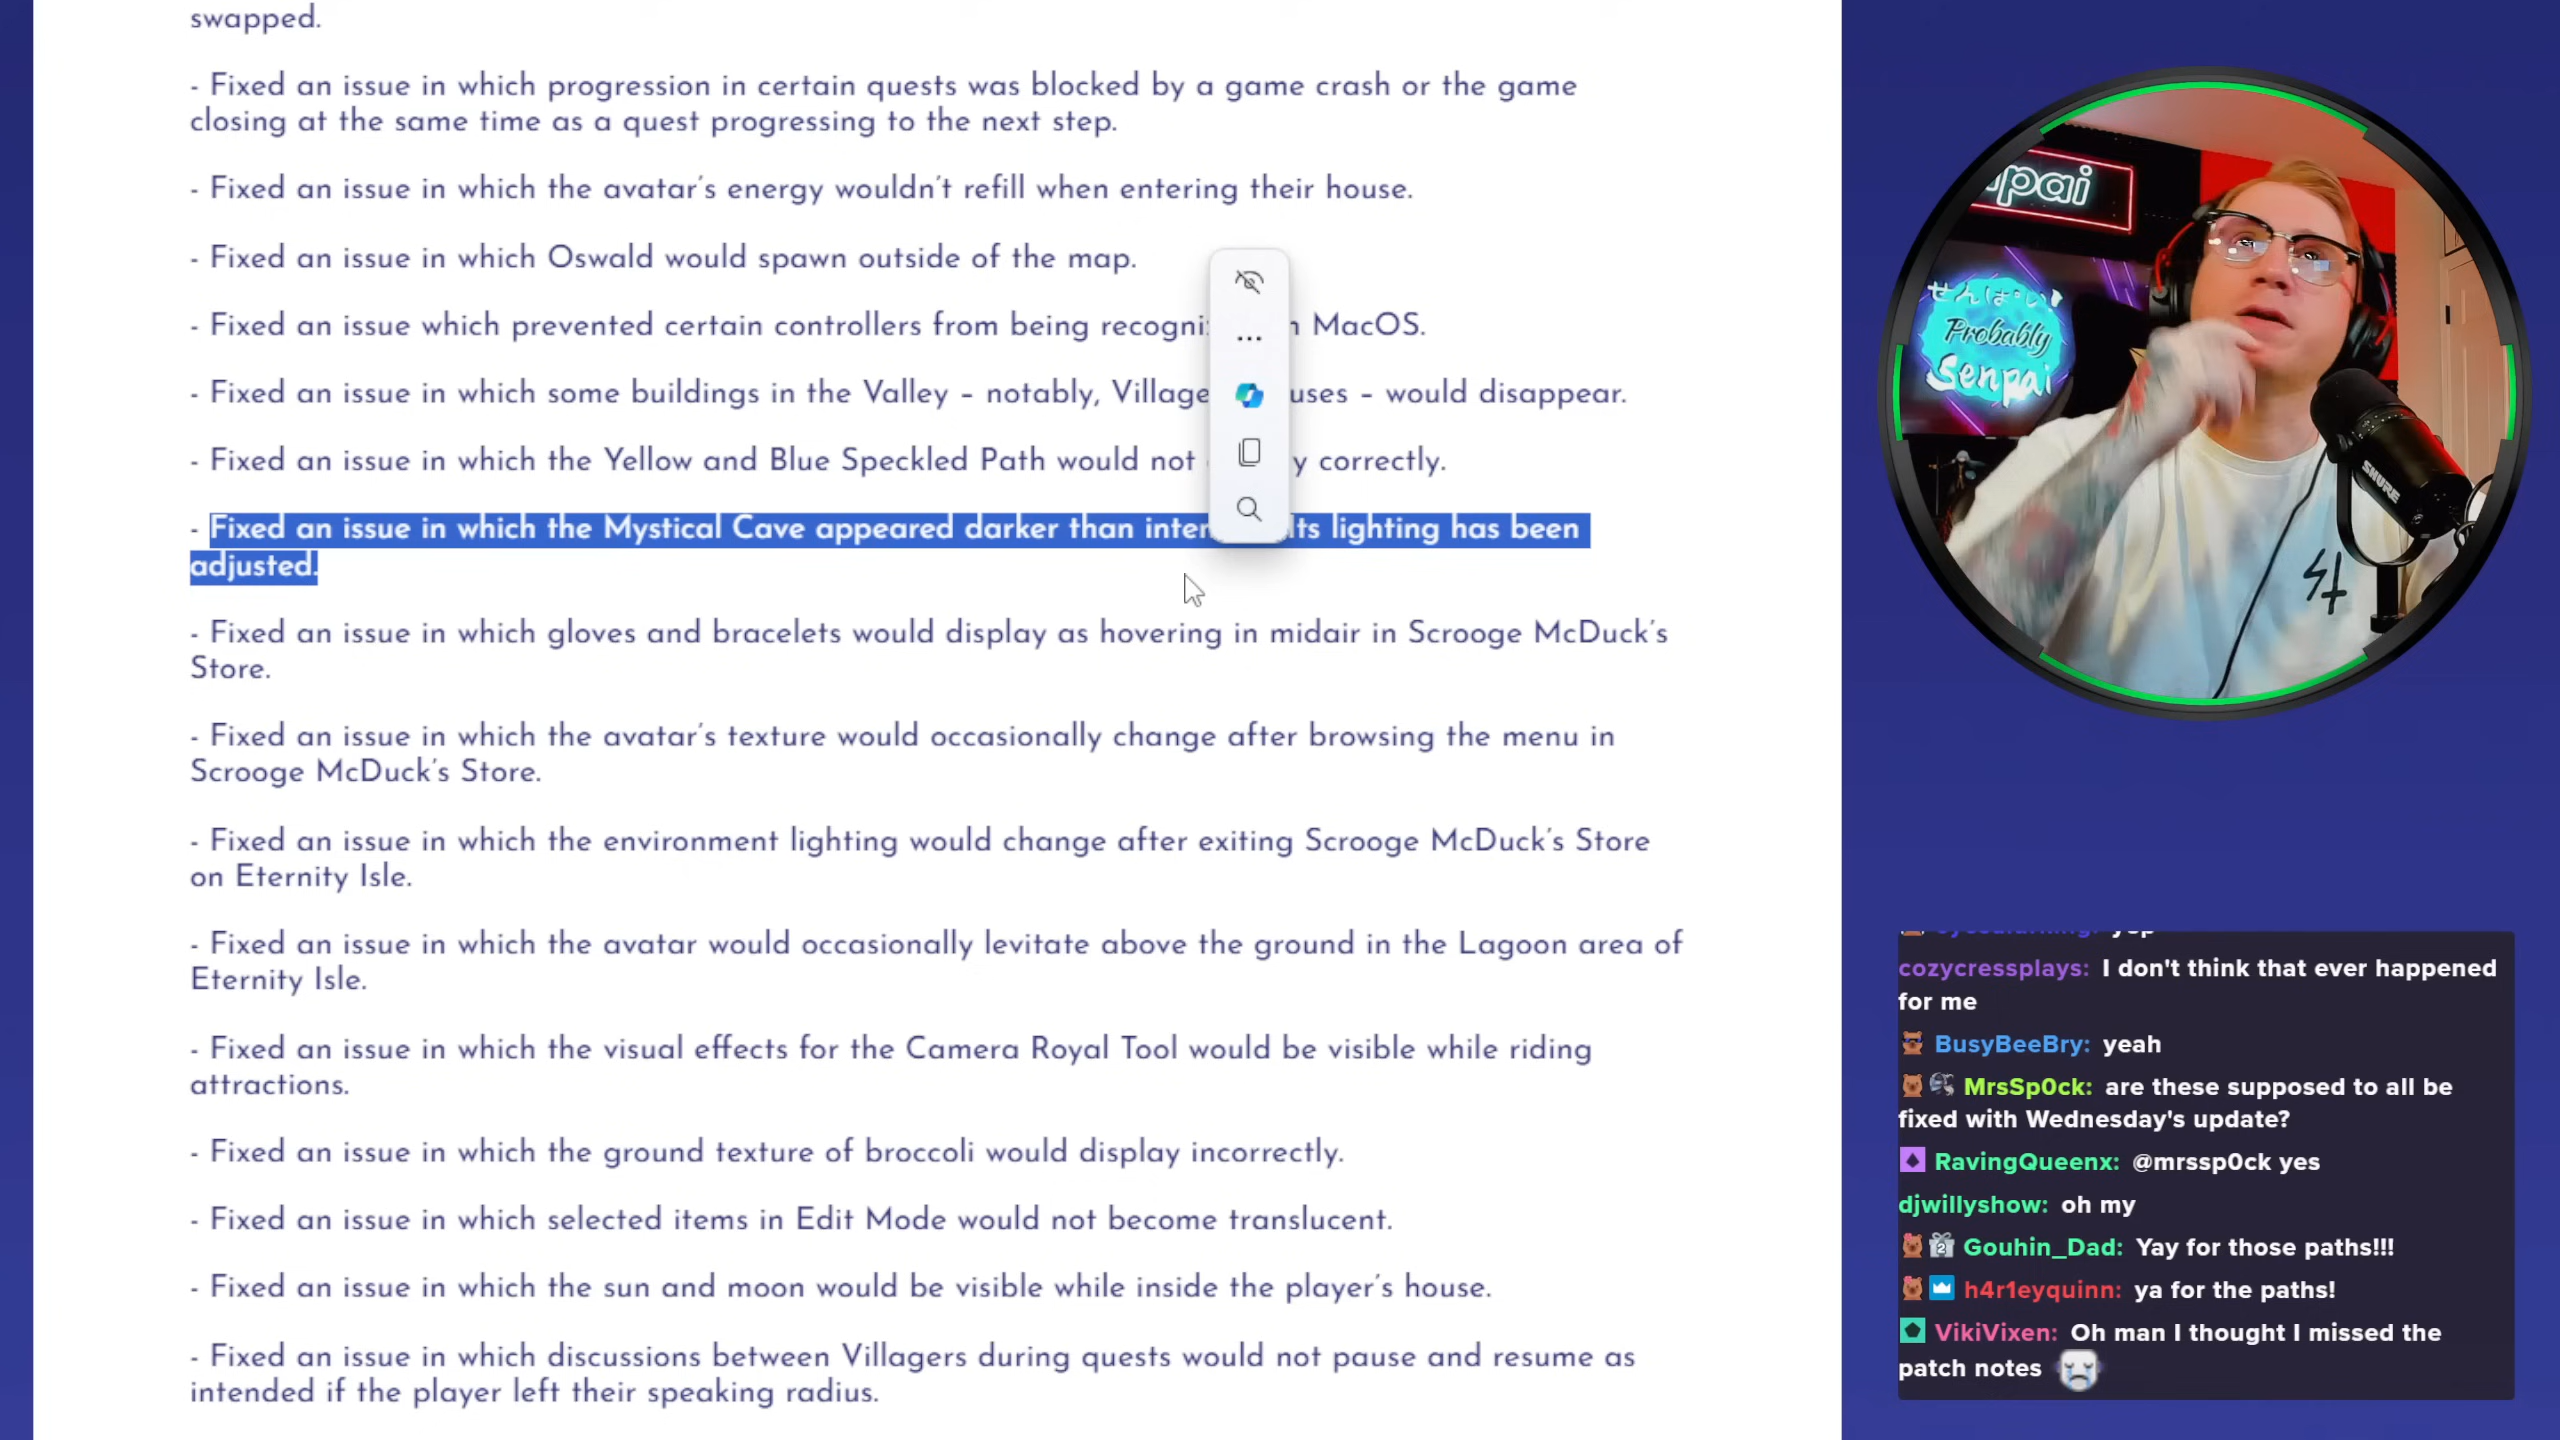 swapped.
- Fixed an issue in which progression in certain quests was blocked by a game crash or the game
closing at the same time as a quest progressing to the next step.
- Fixed an issue in which the avatar's energy wouldn't refill when entering their house.
- Fixed an issue in which Oswald would spawn outside of the map.
- Fixed an issue which prevented certain controllers from being MacOS.
- Fixed an issue in which some buildings in the Valley – notably, – would disappear.
- Fixed an issue in which the Yellow and Blue Speckled Path would not correctly.
- Fixed an issue in which the Mystical Cave appeared darker than lighting has been
adjusted.
- Fixed an issue in which gloves and bracelets would display as hovering in midair in Scrooge McDuck's
Store.
- Fixed an issue in which the avatar's texture would occasionally change after browsing the menu in
Scrooge McDuck's Store.
- Fixed an issue in which the environment lighting would change after exiting Scrooge McDuck's Store
on Eternity Isle.
- Fixed an issue in which the avatar would occasionally levitate above the ground in the Lagoon area of
Eternity Isle.
- Fixed an issue in which the visual effects for the Camera Royal Tool would be visible while riding
attractions.
- Fixed an issue in which the ground texture of broccoli would display incorrectly.
- Fixed an issue in which selected items in Edit Mode would not become translucent.
- Fixed an issue in which the sun and moon would be visible while inside the player's house.
- Fixed an issue in which discussions between Villagers during quests would not pause and resume as
intended if the player left their speaking radius.
pai
せんぱい!
Probably
Senpai
SHURE
cozycressplays: I don't think that ever happened
for me
BusyBeeBry: yeah
MrsSp0ck: are these supposed to all be
fixed with Wednesday's update?
RavingQueenx: @mrssp0ck yes
djwillyshow: oh my
Gouhin_Dad: Yay for those paths!!!
h4r1eyquinn: ya for the paths!
VikiVixen: Oh man I thought I missed the
patch notes